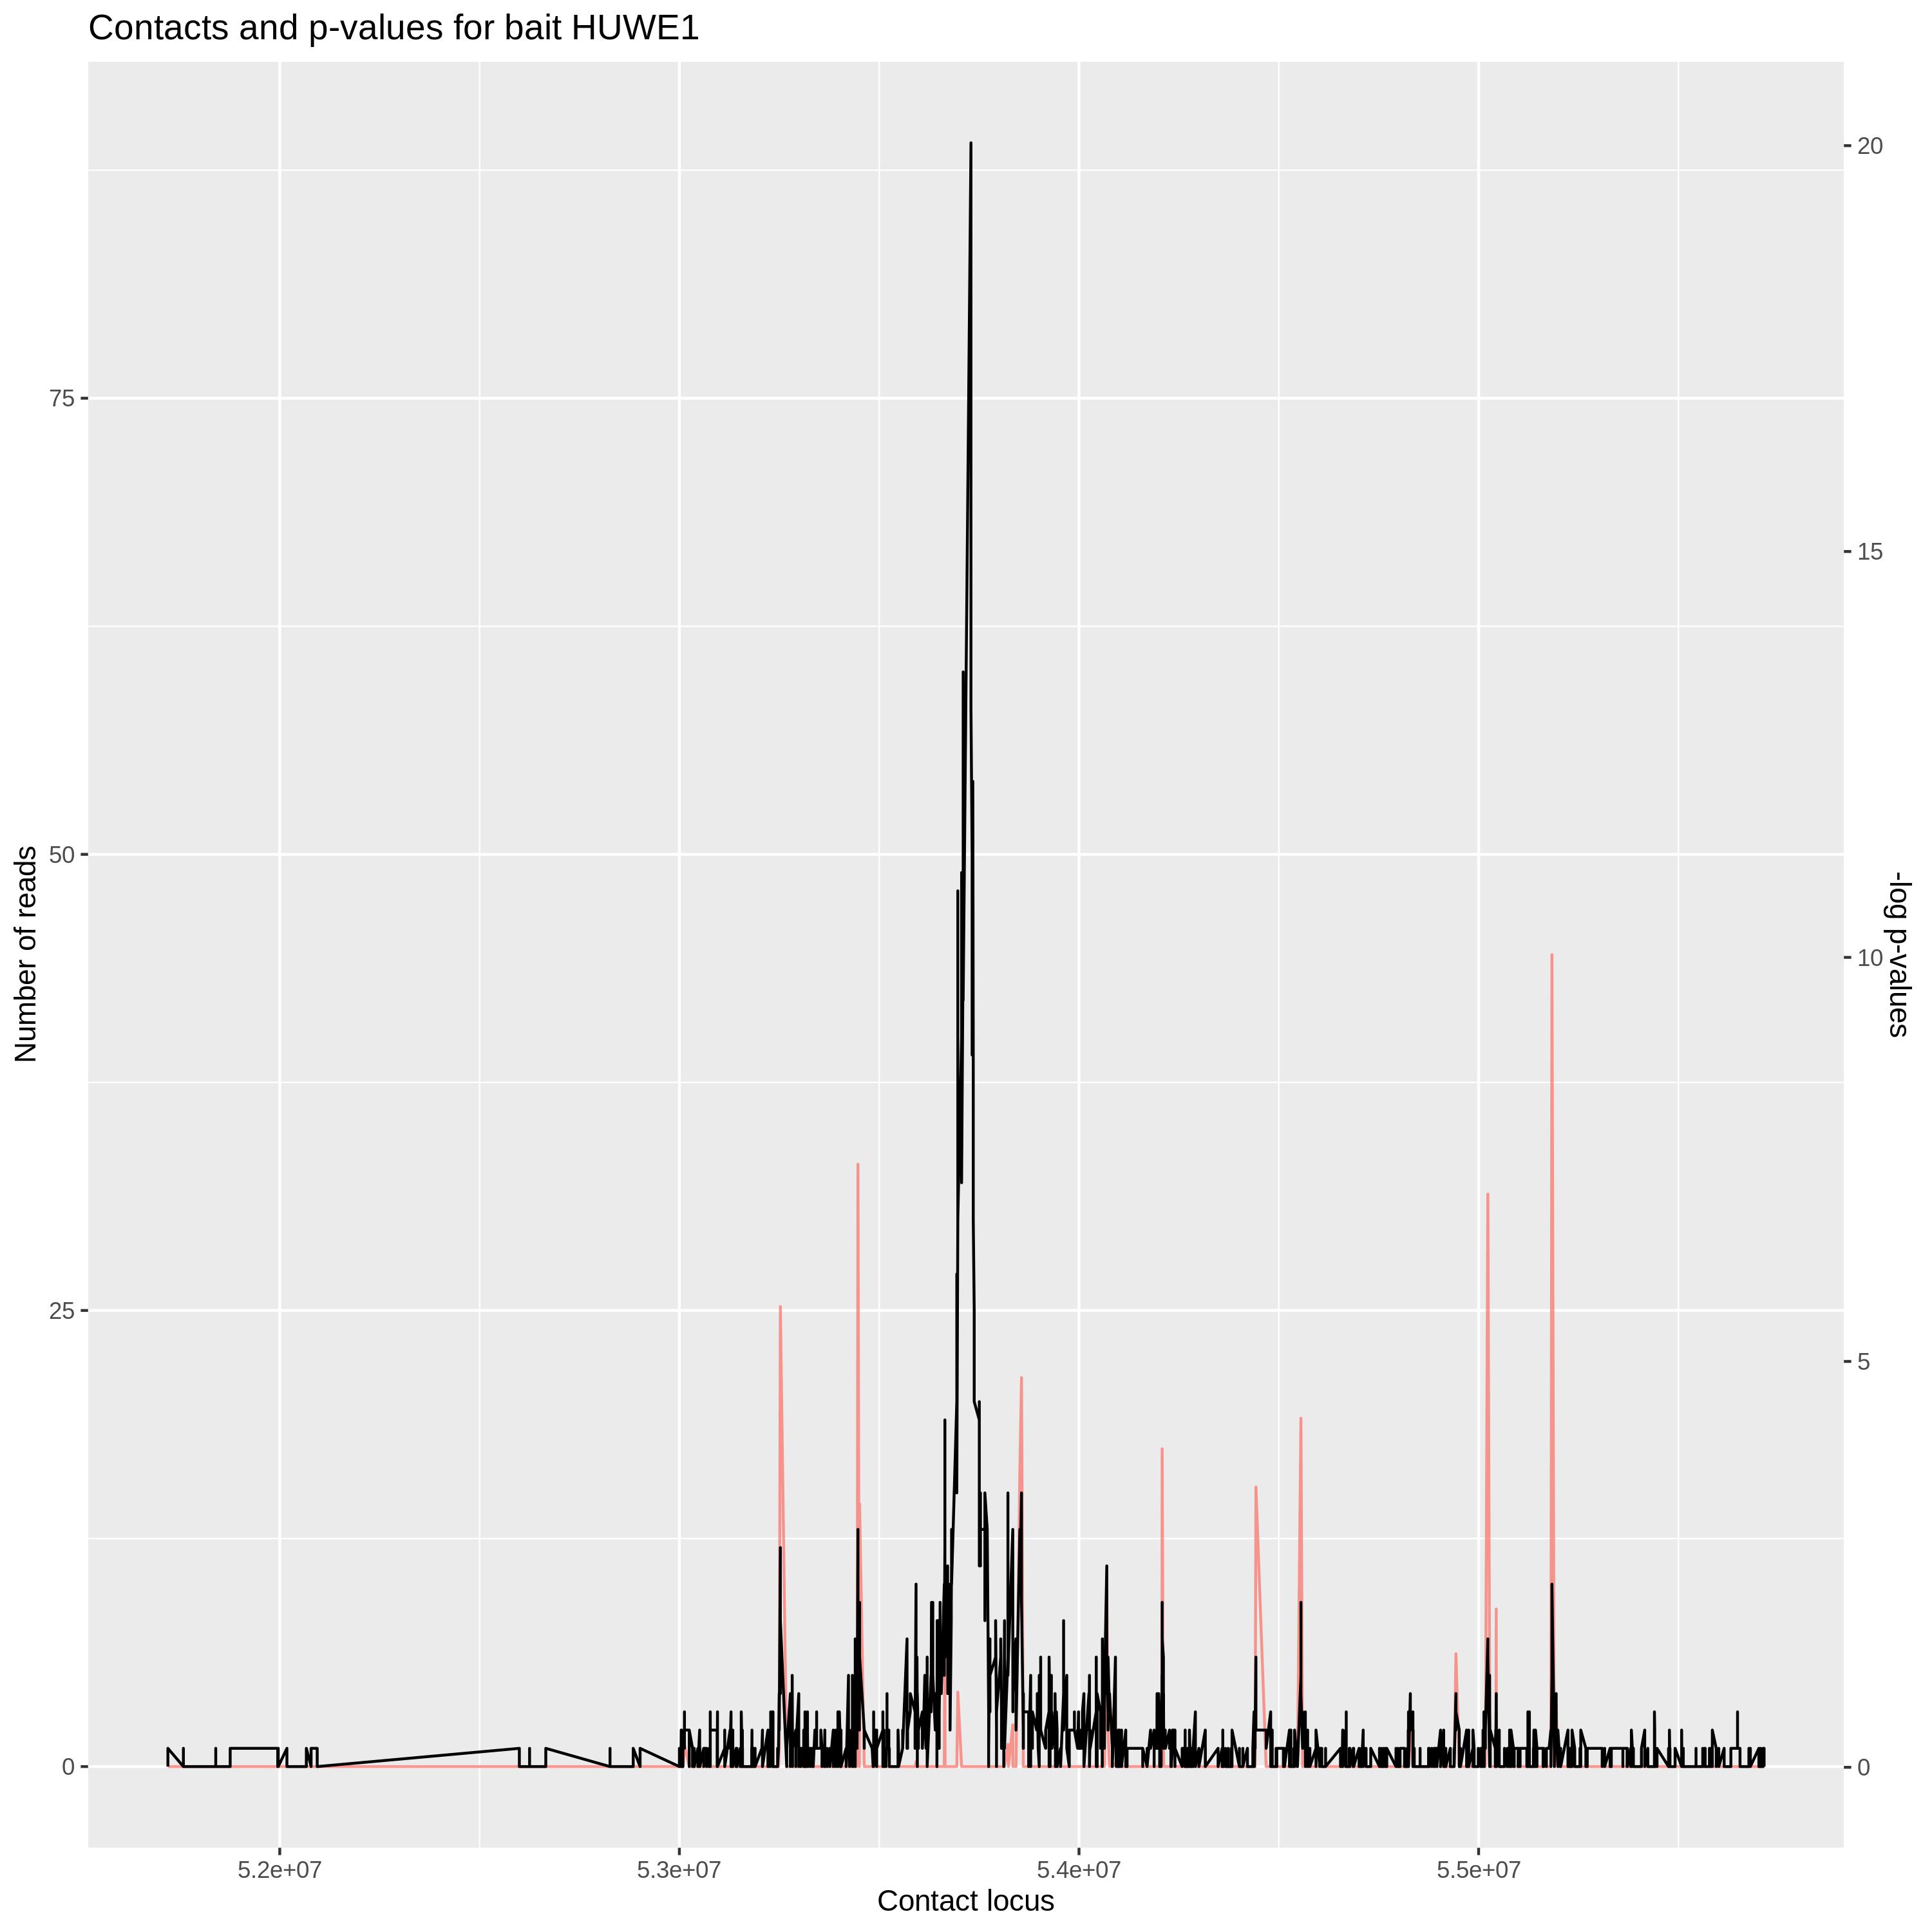 Contacts and p-values for bait HUWE1
Number of reads
75
50
25
0
20
15
10
5
0
-log p-values
5.2e+07
5.3e+07
5.4e+07
5.5e+07
Contact locus